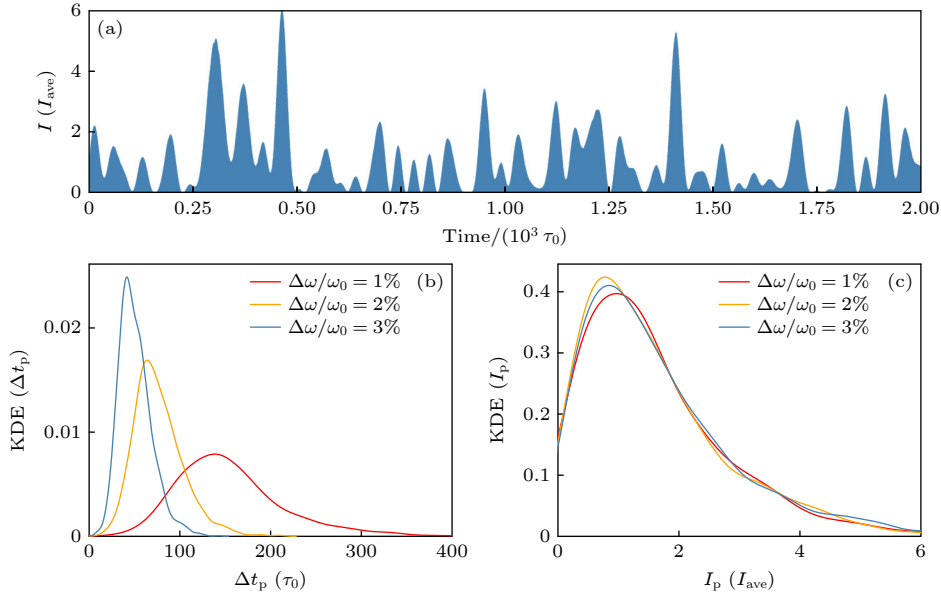 (a)
6
4
2
0
I (I_ave)
0 0.25 0.50 0.75 1.00 1.25 1.50 1.75 2.00
Time/(10³ τ₀)
(b)
Δω/ω₀ = 1%
Δω/ω₀ = 2%
Δω/ω₀ = 3%
0.02
0.01
0
KDE (Δt_p)
0 100 200 300 400
Δt_p (τ₀)
(c)
Δω/ω₀ = 1%
Δω/ω₀ = 2%
Δω/ω₀ = 3%
0.4
0.3
0.2
0.1
0
KDE (I_p)
0 2 4 6
I_p (I_ave)